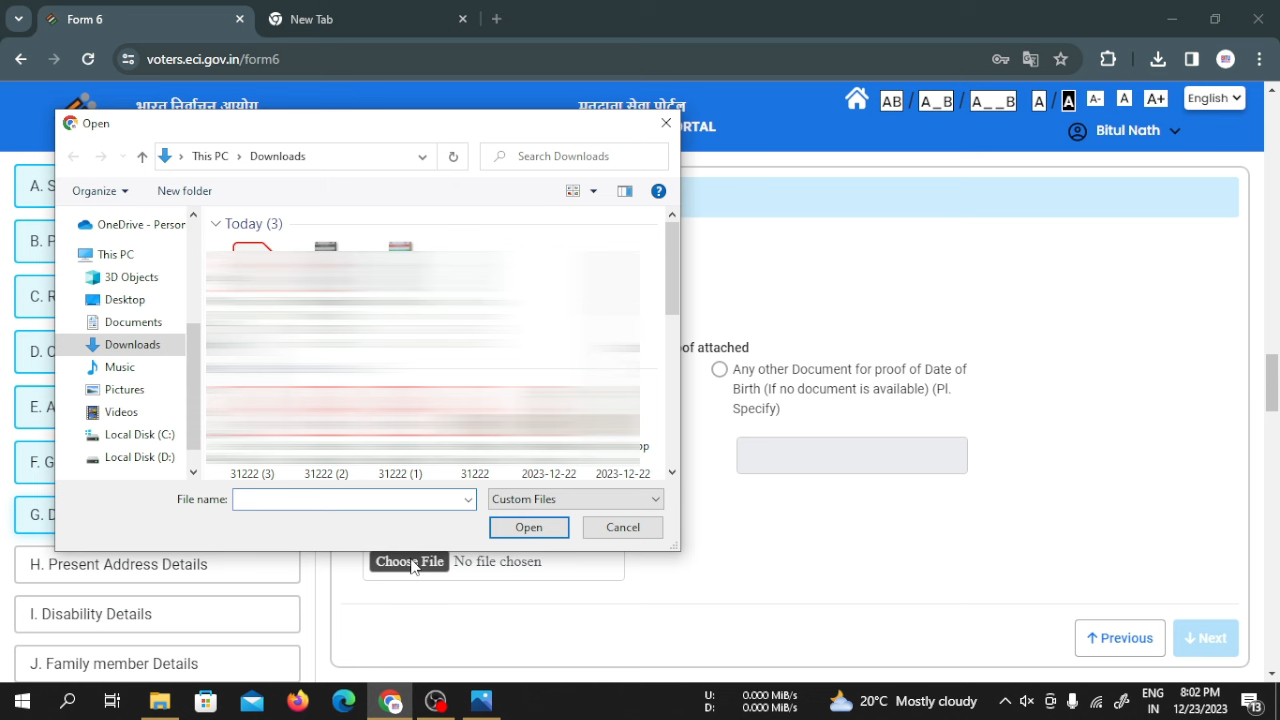 Form 6
New Tab
voters.eci.gov.in/form6
भारत निर्वाचन आयोग
मतदाता सेवा पोर्टल
AB / A_B / A__B A / A A- A A+ English
ORTAL
Bitul Nath
Open
This PC > Downloads
Search Downloads
Organize
New folder
OneDrive - Person
This PC
3D Objects
Desktop
Documents
Downloads
Music
Pictures
Videos
Local Disk (C:)
Local Disk (D:)
Today (3)
31222 (3) 31222 (2) 31222 (1) 31222 2023-12-22 2023-12-22
File name:
Custom Files
Open
Cancel
A. S
B. P
C. R
D. C
E. A
F. G
G. D
H. Present Address Details
I. Disability Details
J. Family member Details
of attached
Any other Document for proof of Date of
Birth (If no document is available) (Pl.
Specify)
Choose File No file chosen
Previous
Next
U: 0.000 MiB/s
D: 0.000 MiB/s
20°C Mostly cloudy
ENG
IN
8:02 PM
12/23/2023
13